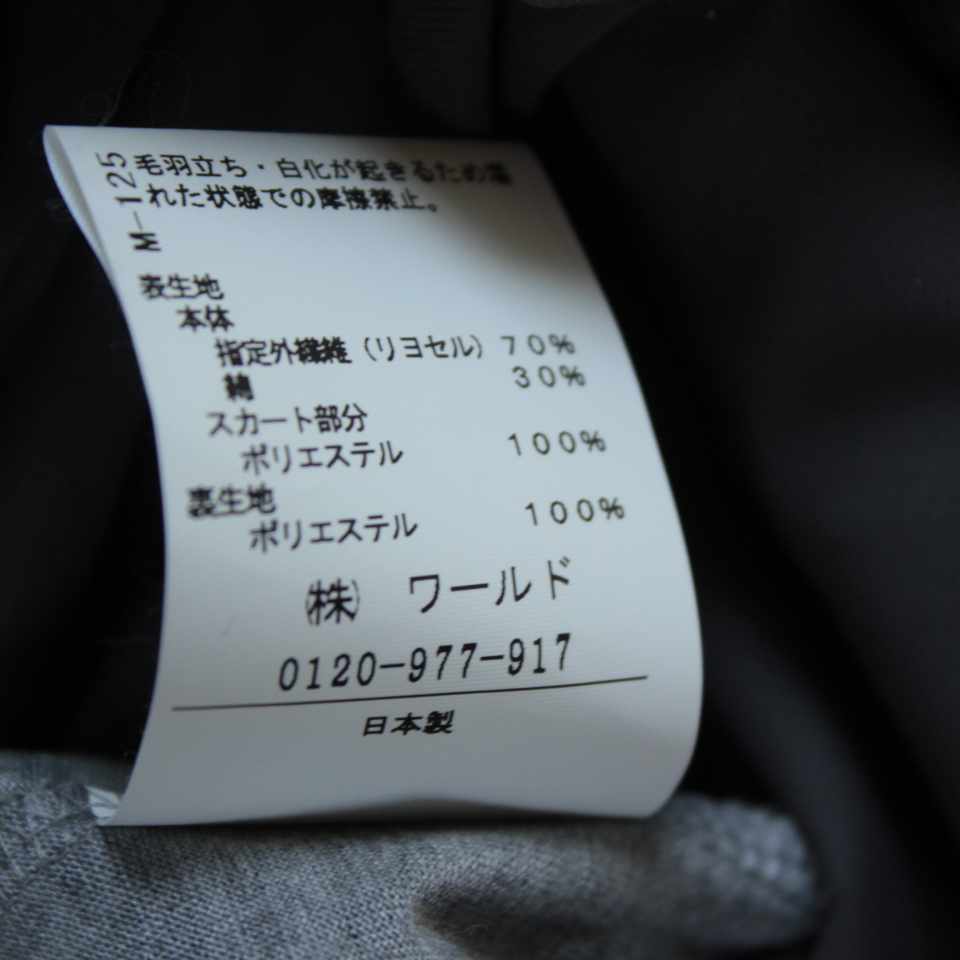 毛羽立ち・白化が起きるため濡
れた状態での摩擦禁止。
M-125
表生地
本体
指定外繊維（リヨセル） 70%
綿 30%
スカート部分
ポリエステル 100%
裏生地
ポリエステル 100%
㈱ ワールド
0120-977-917
日本製